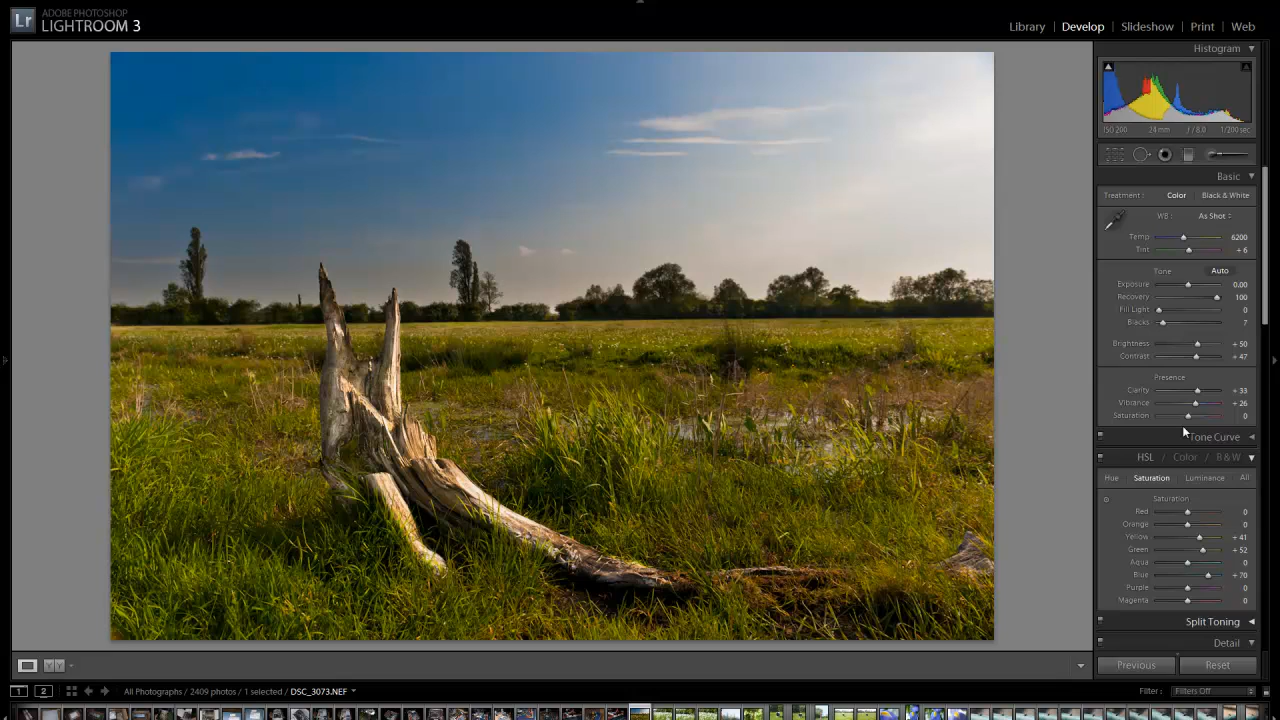 Lr
ADOBE PHOTOSHOP
LIGHTROOM 3
Library | Develop | Slideshow | Print | Web
Histogram
ISO 200 24 mm ƒ / 8.0 1/200 sec
Basic
Treatment : Color Black & White
WB : As Shot
Temp 6200
Tint + 6
Tone Auto
Exposure 0.00
Recovery 100
Fill Light 0
Blacks 7
Brightness + 50
Contrast + 47
Presence
Clarity + 33
Vibrance + 26
Saturation 0
Tone Curve
HSL / Color / B & W
Hue Saturation Luminance All
Saturation
Red 0
Orange 0
Yellow + 41
Green + 52
Aqua 0
Blue + 70
Purple 0
Magenta 0
Split Toning
Detail
Y Y
Previous Reset
1 2 All Photographs / 2409 photos / 1 selected / DSC_3073.NEF
Filter : Filters Off